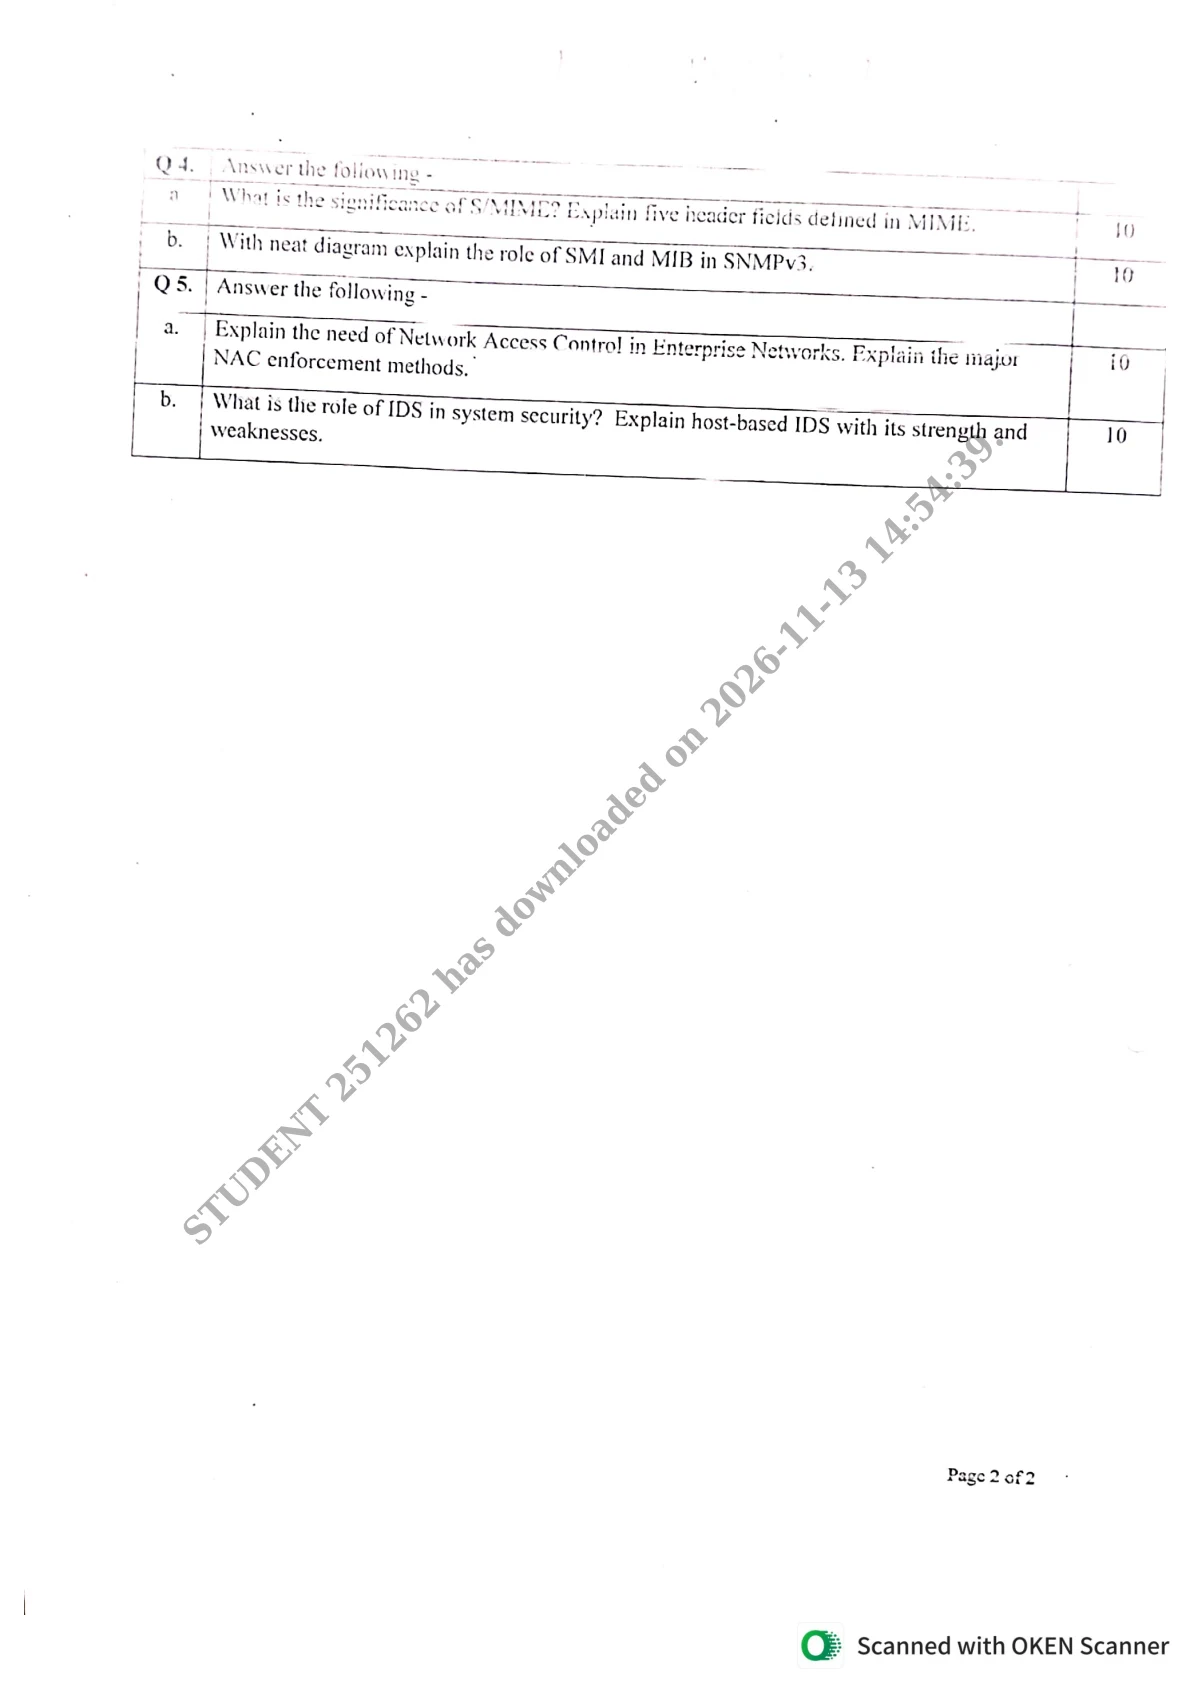 Q 4. Answer the following -
a What is the significance of S/MIME? Explain five header fields defined in MIME. 10
b. With neat diagram explain the role of SMI and MIB in SNMPv3. 10
Q 5. Answer the following -
a. Explain the need of Network Access Control in Enterprise Networks. Explain the major 10
NAC enforcement methods.
b. What is the role of IDS in system security? Explain host-based IDS with its strength and 10
weaknesses.
STUDENT 251262 has downloaded on 2026-11-13 14:54:39.
Page 2 of 2
Scanned with OKEN Scanner